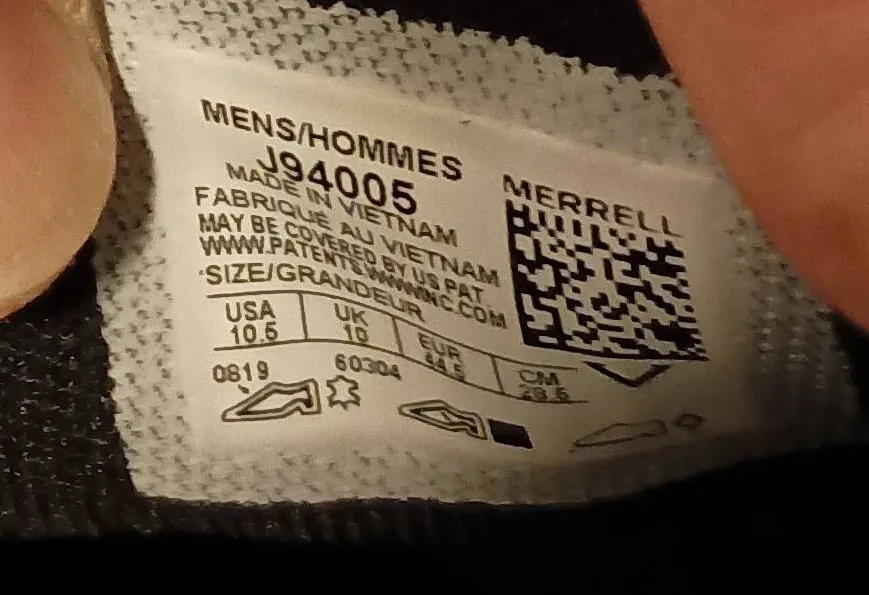 MENS/HOMMES
J94005
MADE IN VIETNAM
FABRIQUÉ AU VIETNAM
MAY BE COVERED BY US PAT.
WWW.PATENTS.WWWINC.COM
SIZE/GRANDEUR
MERRELL
USA UK EUR CM
10.5 10 44.5 28.5
0819 60304